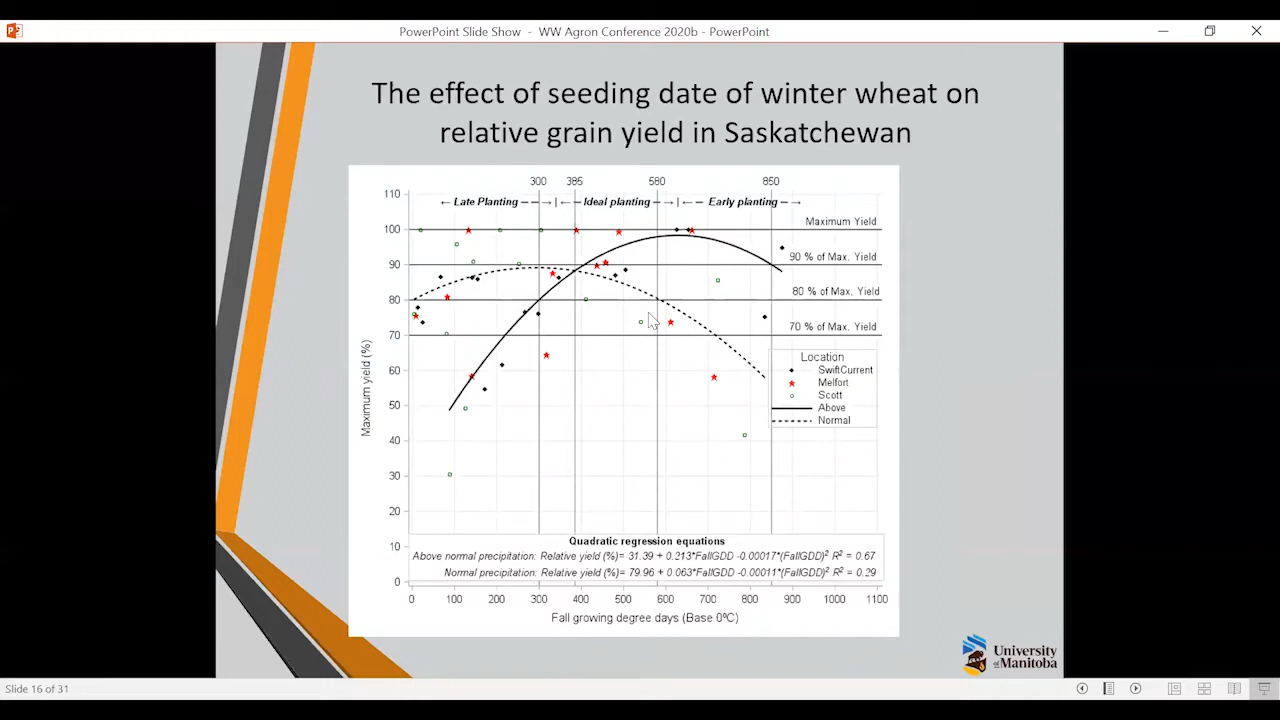 PowerPoint Slide Show - WW Agron Conference 2020b - PowerPoint
The effect of seeding date of winter wheat on
relative grain yield in Saskatchewan
300 385 580 850
110
Late Planting Ideal planting Early planting
Maximum Yield
100
90 % of Max. Yield
90
80 % of Max. Yield
80
70 % of Max. Yield
70
Location
SwiftCurrent
Melfort
Scott
Above
Normal
60
50
40
30
20
10
0
Maximum yield (%)
Quadratic regression equations
Above normal precipitation: Relative yield (%)= 31.39 + 0.213*FallGDD -0.00017*(FallGDD)² R² = 0.67
Normal precipitation: Relative yield (%)= 79.96 + 0.063*FallGDD -0.00011*(FallGDD)² R² = 0.29
0 100 200 300 400 500 600 700 800 900 1000 1100
Fall growing degree days (Base 0ºC)
University
of Manitoba
Slide 16 of 31